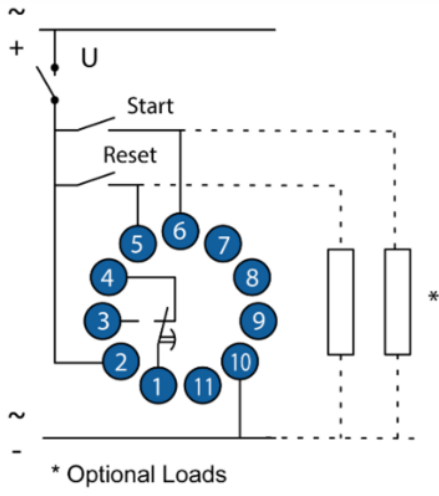 ~
+
U
Start
Reset
5 6 7
4 8
3 9
2 10
1 11
*
~
-
* Optional Loads